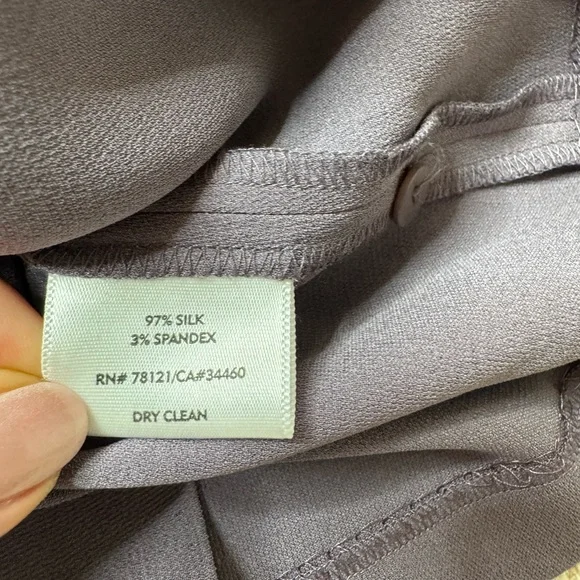 97% SILK
3% SPANDEX
RN# 78121/CA#34460
DRY CLEAN